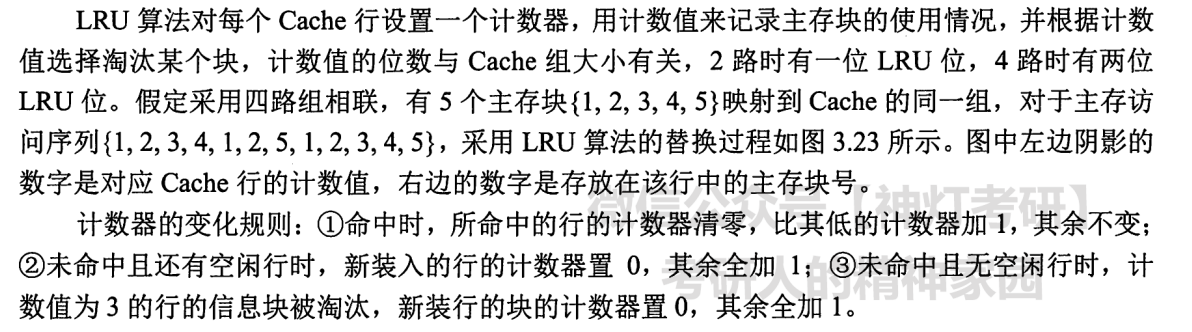 LRU 算法对每个 Cache 行设置一个计数器，用计数值来记录主存块的使用情况，并根据计数
值选择淘汰某个块，计数值的位数与 Cache 组大小有关，2 路时有一位 LRU 位，4 路时有两位
LRU 位。假定采用四路组相联，有 5 个主存块{1, 2, 3, 4, 5}映射到 Cache 的同一组，对于主存访
问序列{1, 2, 3, 4, 1, 2, 5, 1, 2, 3, 4, 5}，采用 LRU 算法的替换过程如图 3.23 所示。图中左边阴影的
数字是对应 Cache 行的计数值，右边的数字是存放在该行中的主存块号。
微信公众号【神灯考研】
计数器的变化规则：①命中时，所命中的行的计数器清零，比其低的计数器加 1，其余不变；
②未命中且还有空闲行时，新装入的行的计数器置 0，其余全加 1；③未命中且无空闲行时，计
考研人的精神家园
数值为 3 的行的信息块被淘汰，新装行的块的计数器置 0，其余全加 1。